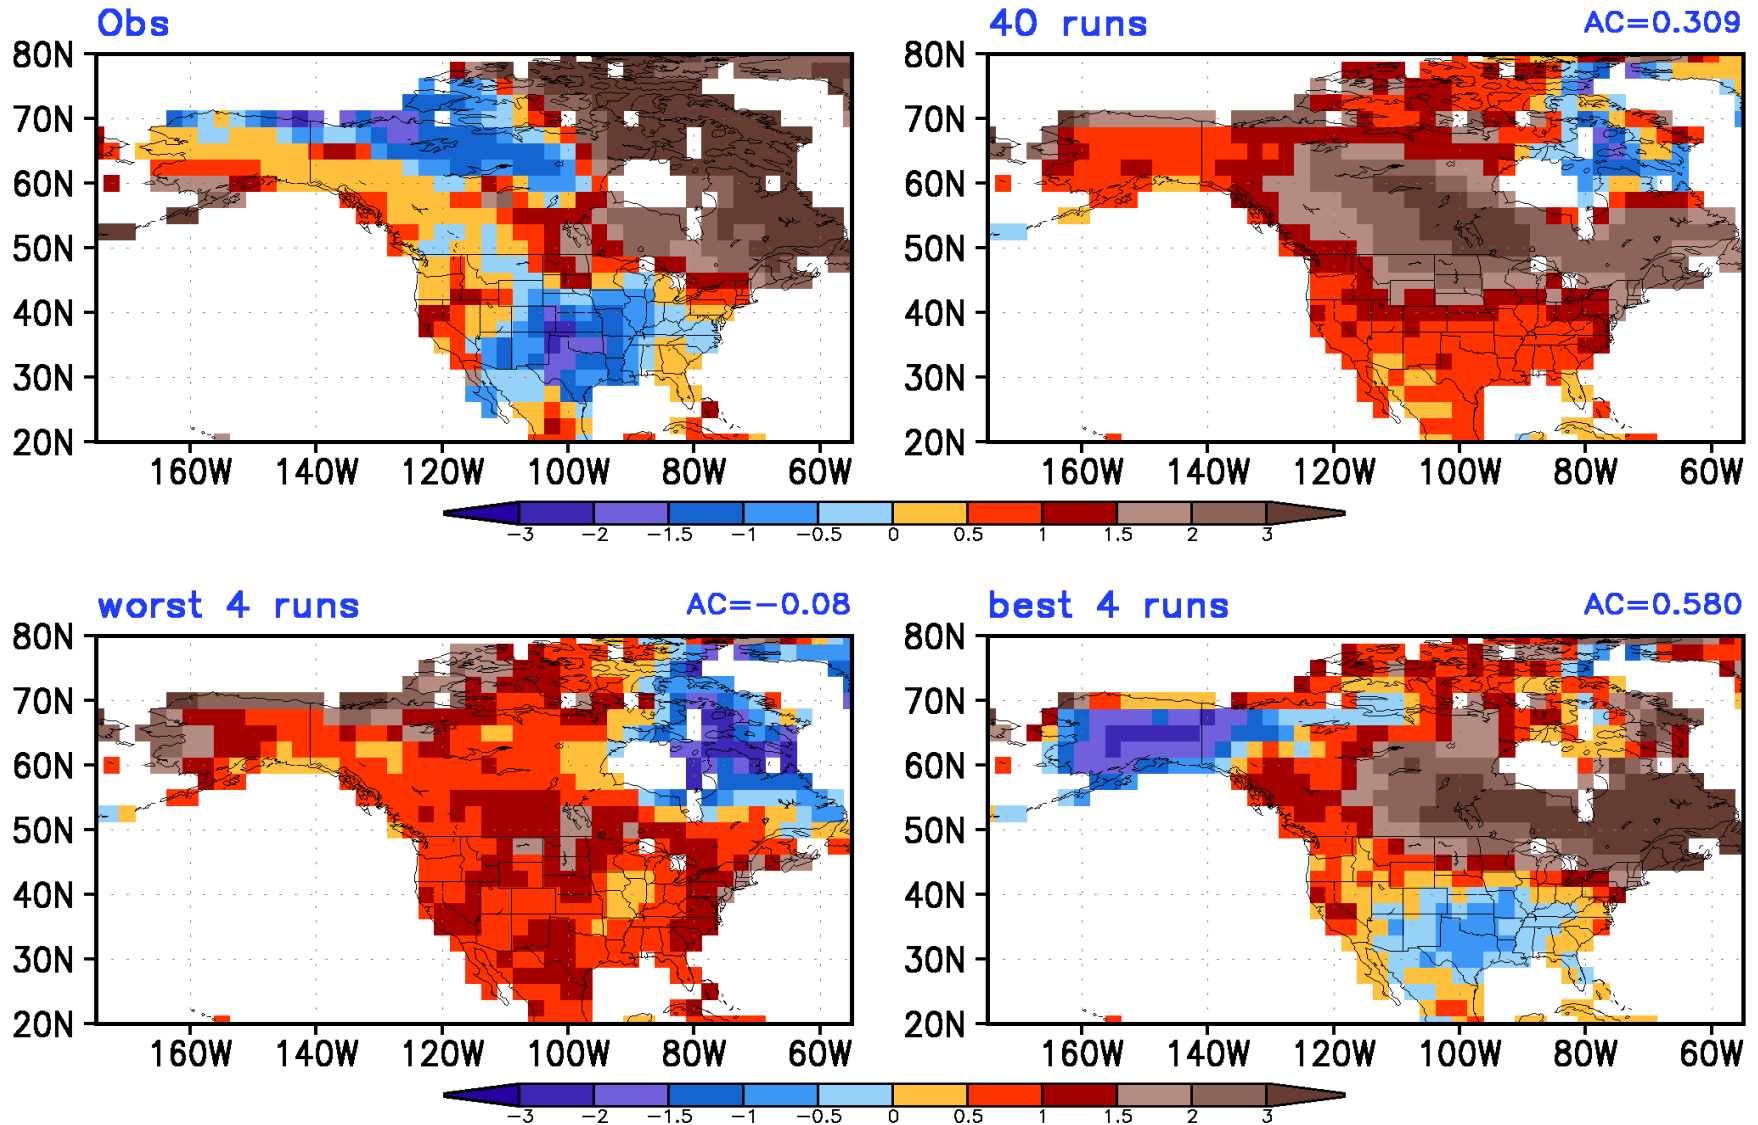 Obs
40 runs AC=0.309
80N 80N
70N 70N
60N 60N
50N 50N
40N 40N
30N 30N
20N 20N
160W 140W 120W 100W 80W 60W 160W 140W 120W 100W 80W 60W
−3 −2 −1.5 −1 −0.5 0 0.5 1 1.5 2 3
worst 4 runs AC=−0.08
best 4 runs AC=0.580
80N 80N
70N 70N
60N 60N
50N 50N
40N 40N
30N 30N
20N 20N
160W 140W 120W 100W 80W 60W 160W 140W 120W 100W 80W 60W
−3 −2 −1.5 −1 −0.5 0 0.5 1 1.5 2 3